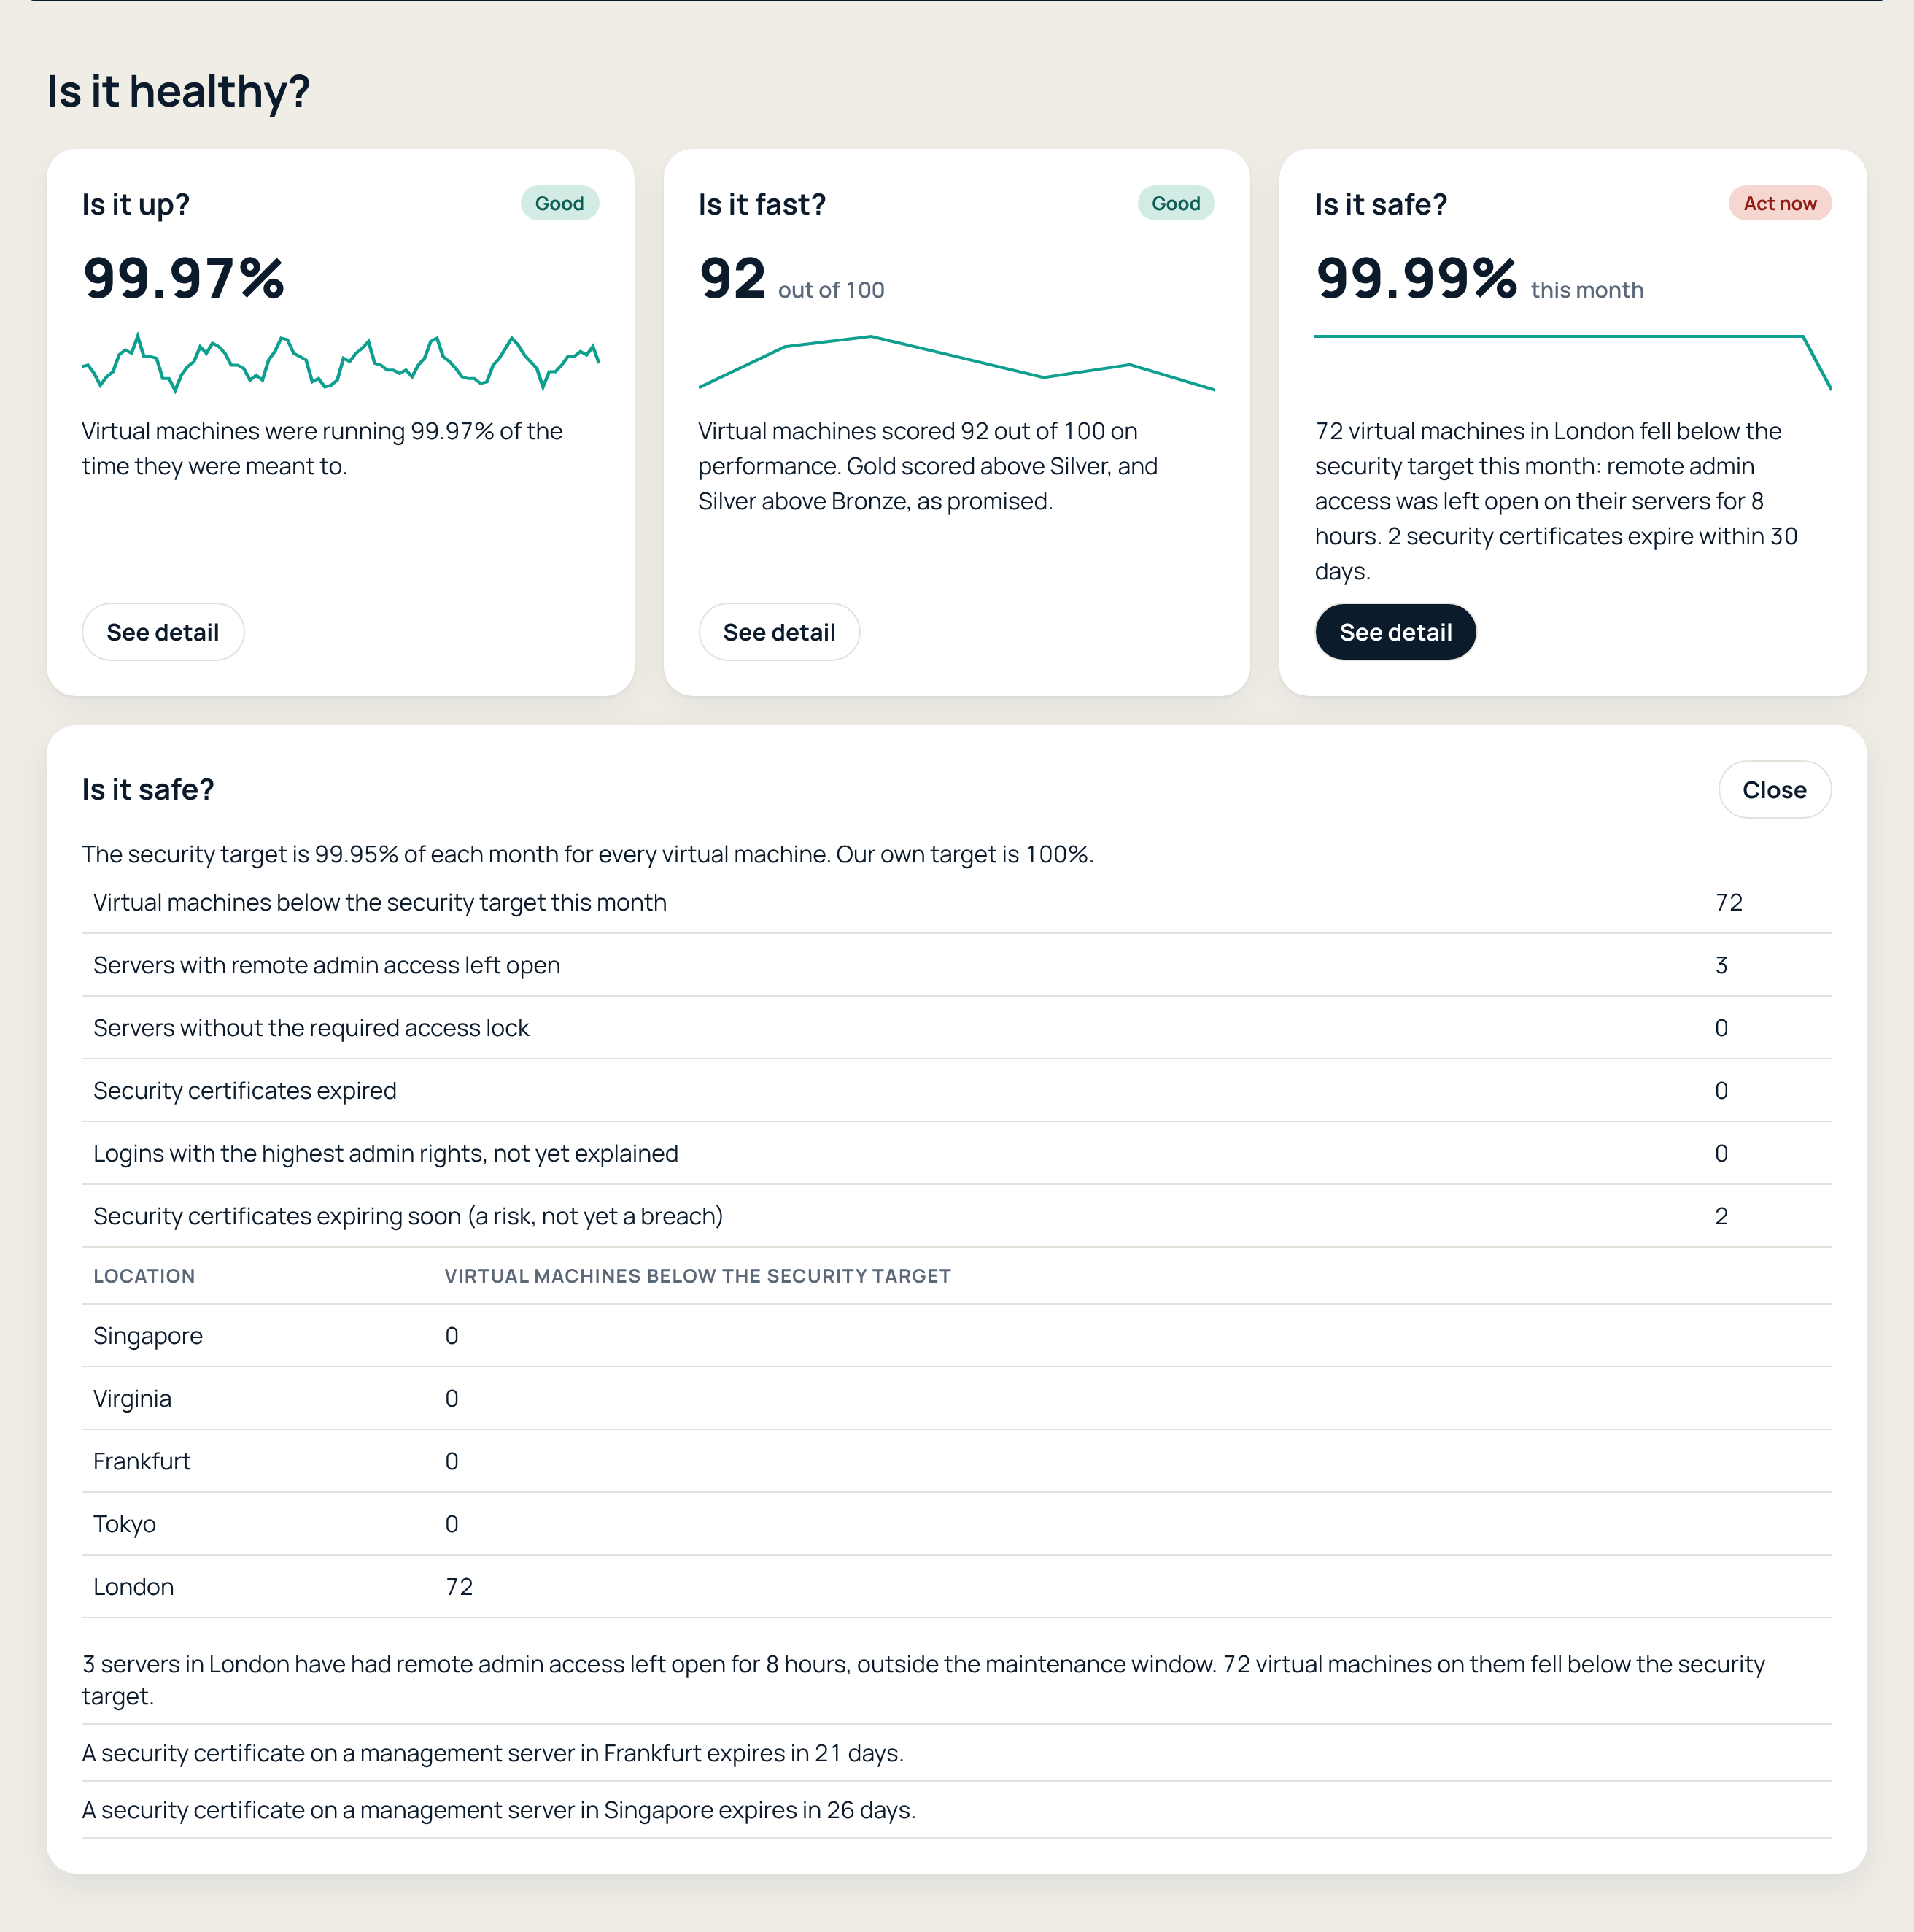 Is it healthy?
Is it up?
Good
99.97%
Virtual machines were running 99.97% of the
time they were meant to.
See detail
Is it fast?
Good
92 out of 100
Virtual machines scored 92 out of 100 on
performance. Gold scored above Silver, and
Silver above Bronze, as promised.
See detail
Is it safe?
Act now
99.99% this month
72 virtual machines in London fell below the
security target this month: remote admin
access was left open on their servers for 8
hours. 2 security certificates expire within 30
days.
See detail
Is it safe?
Close
The security target is 99.95% of each month for every virtual machine. Our own target is 100%.
Virtual machines below the security target this month 72
Servers with remote admin access left open 3
Servers without the required access lock 0
Security certificates expired 0
Logins with the highest admin rights, not yet explained 0
Security certificates expiring soon (a risk, not yet a breach) 2
LOCATION VIRTUAL MACHINES BELOW THE SECURITY TARGET
Singapore 0
Virginia 0
Frankfurt 0
Tokyo 0
London 72
3 servers in London have had remote admin access left open for 8 hours, outside the maintenance window. 72 virtual machines on them fell below the security
target.
A security certificate on a management server in Frankfurt expires in 21 days.
A security certificate on a management server in Singapore expires in 26 days.